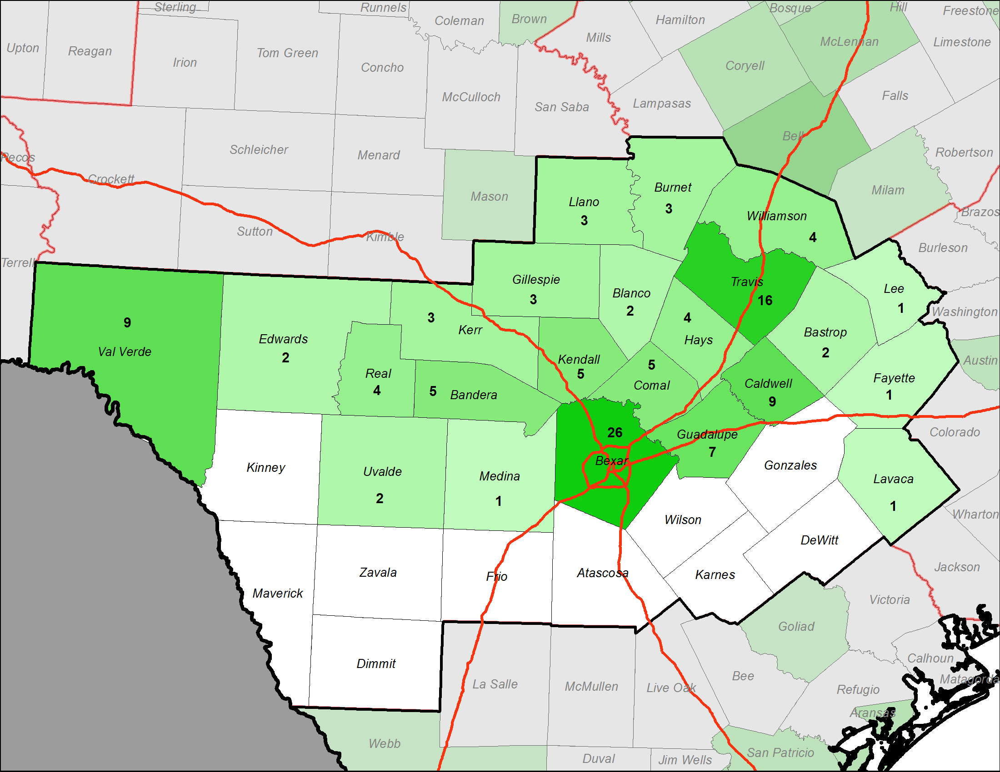 Sterling
Runnels
Coleman
Brown
Hamilton
Bosque
Hill
Freestone
Upton
Reagan
Irion
Tom Green
Concho
Mills
McLennan
Limestone
Coryell
McCulloch
San Saba
Lampasas
Falls
Pecos
Crockett
Schleicher
Menard
Bell
Robertson
Mason
Llano
3
Burnet
3
Milam
Williamson
4
Brazos
Sutton
Kimble
Burleson
Terrell
Gillespie
3
Blanco
2
Travis
16
Lee
1
Washington
9
Val Verde
Edwards
2
3
Kerr
4
Hays
Bastrop
2
Real
4
Kendall
5
5
Comal
Caldwell
9
Fayette
1
Austin
5
Bandera
26
Bexar
Guadalupe
7
Colorado
Kinney
Uvalde
2
Medina
1
Gonzales
Lavaca
1
Wilson
Wharton
DeWitt
Maverick
Zavala
Frio
Atascosa
Karnes
Jackson
Victoria
Goliad
Dimmit
La Salle
McMullen
Live Oak
Bee
Calhoun
Matagorda
Refugio
Aransas
Webb
Duval
Jim Wells
San Patricio